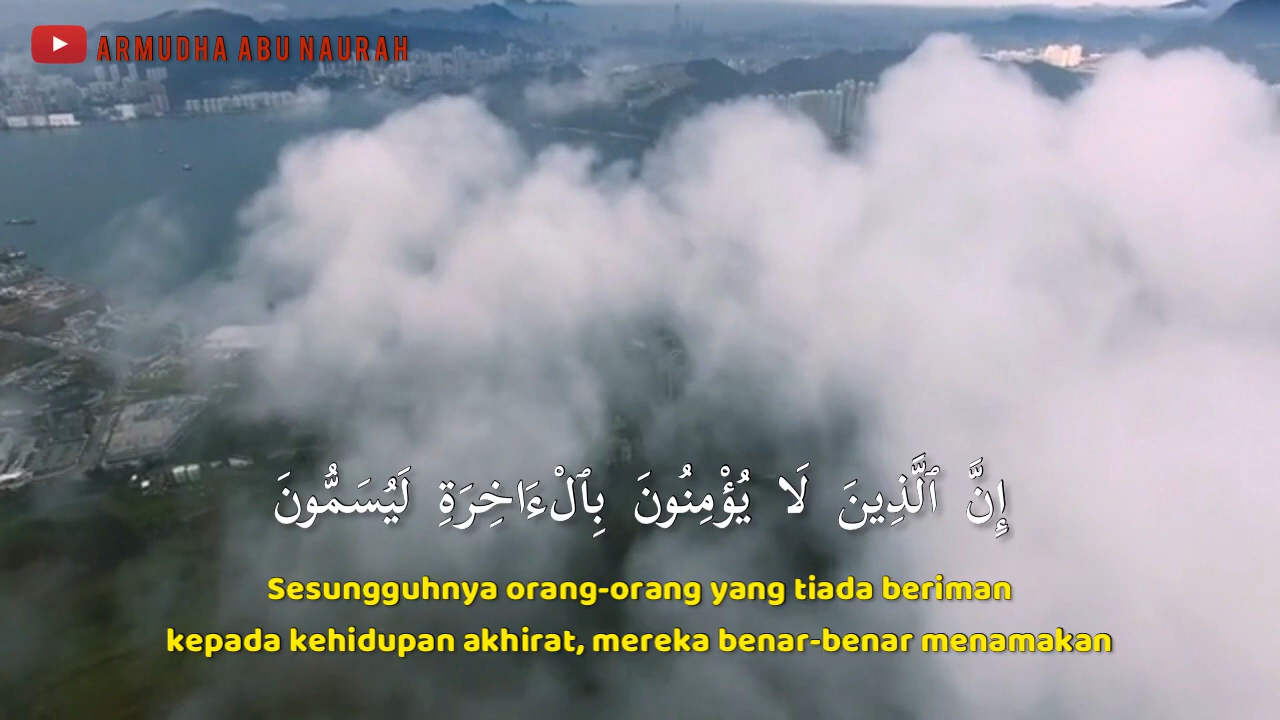 ARMUDHA ABU NAURAH
إِنَّ ٱلَّذِينَ لَا يُؤْمِنُونَ بِٱلْءَاخِرَةِ لَيُسَمُّونَ
Sesungguhnya orang-orang yang tiada beriman
kepada kehidupan akhirat, mereka benar-benar menamakan